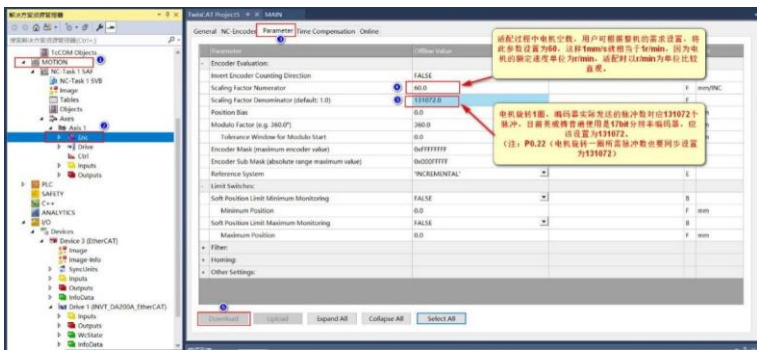 解决方案资源管理器
TwinCAT Project5
MAIN
General NC-Encoder Parameter Time Compensation Online
TcCOM Objects
MOTION
NC-Task 1 SAF
NC-Task 1 SVB
Image
Tables
Objects
Axes
Axis 1
Enc
Drive
Ctrl
Inputs
Outputs
PLC
SAFETY
C++
ANALYTICS
I/O
Devices
Device 3 (EtherCAT)
Image
Image-Info
SyncUnits
Inputs
Outputs
InfoData
Drive 1 (INVT_DA200A_EtherCAT)
Inputs
Outputs
WcState
InfoData
Parameter Offline Value
- Encoder Evaluation:
Invert Encoder Counting Direction FALSE
Scaling Factor Numerator 60.0 F mm/INC
Scaling Factor Denominator (default: 1.0) 131072.0
Position Bias 0.0
Modulo Factor (e.g. 360.0°) 360.0
Tolerance Window for Modulo Start 0.0
Encoder Mask (maximum encoder value) 0xFFFFFFFF
Encoder Sub Mask (absolute range maximum value) 0x000FFFFF
Reference System 'INCREMENTAL' E
- Limit Switches:
Soft Position Limit Minimum Monitoring FALSE B
Minimum Position 0.0 F mm
Soft Position Limit Maximum Monitoring FALSE B
Maximum Position 0.0 F mm
+ Filter:
+ Homing:
+ Other Settings:
Download Upload Expand All Collapse All Select All
适配过程中电机空载，用户可根据整机的需求设置，将
此参数设置为60，这样1mm/s就相当于1r/min，因为电
机的额定速度单位为r/min，适配时以r/min为单位比较
直观。
电机旋转1圈，编码器实际发送的脉冲数对应131072个
脉冲，目前英威腾普遍使用是17bit分辨率编码器，应
该设置为131072。
（注：P0.22（电机旋转一圈所需脉冲数也要同步设置
为131072）